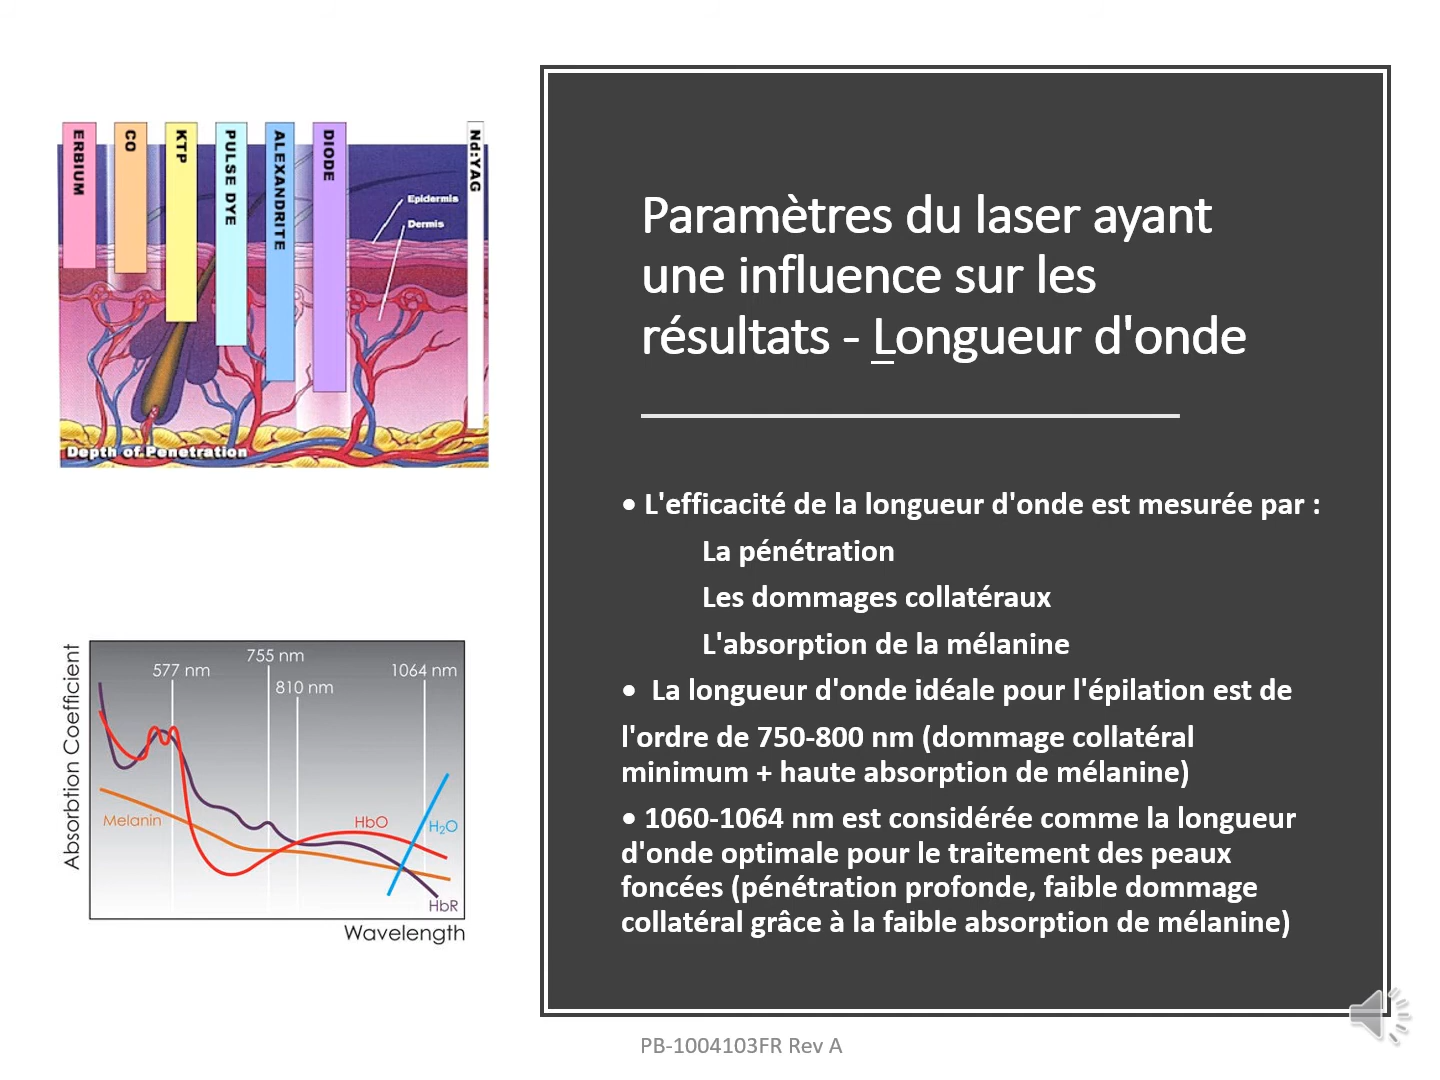 ERBIUM
CO
KTP
PULSE DYE
ALEXANDRITE
DIODE
Nd:YAG
Epidermis
Dermis
Depth of Penetration
Absorbtion Coefficient
577 nm
755 nm
810 nm
1064 nm
Melanin
HbO
H₂O
HbR
Wavelength
Paramètres du laser ayant
une influence sur les
résultats - Longueur d'onde
• L'efficacité de la longueur d'onde est mesurée par :
La pénétration
Les dommages collatéraux
L'absorption de la mélanine
• La longueur d'onde idéale pour l'épilation est de
l'ordre de 750-800 nm (dommage collatéral
minimum + haute absorption de mélanine)
• 1060-1064 nm est considérée comme la longueur
d'onde optimale pour le traitement des peaux
foncées (pénétration profonde, faible dommage
collatéral grâce à la faible absorption de mélanine)
PB-1004103FR Rev A